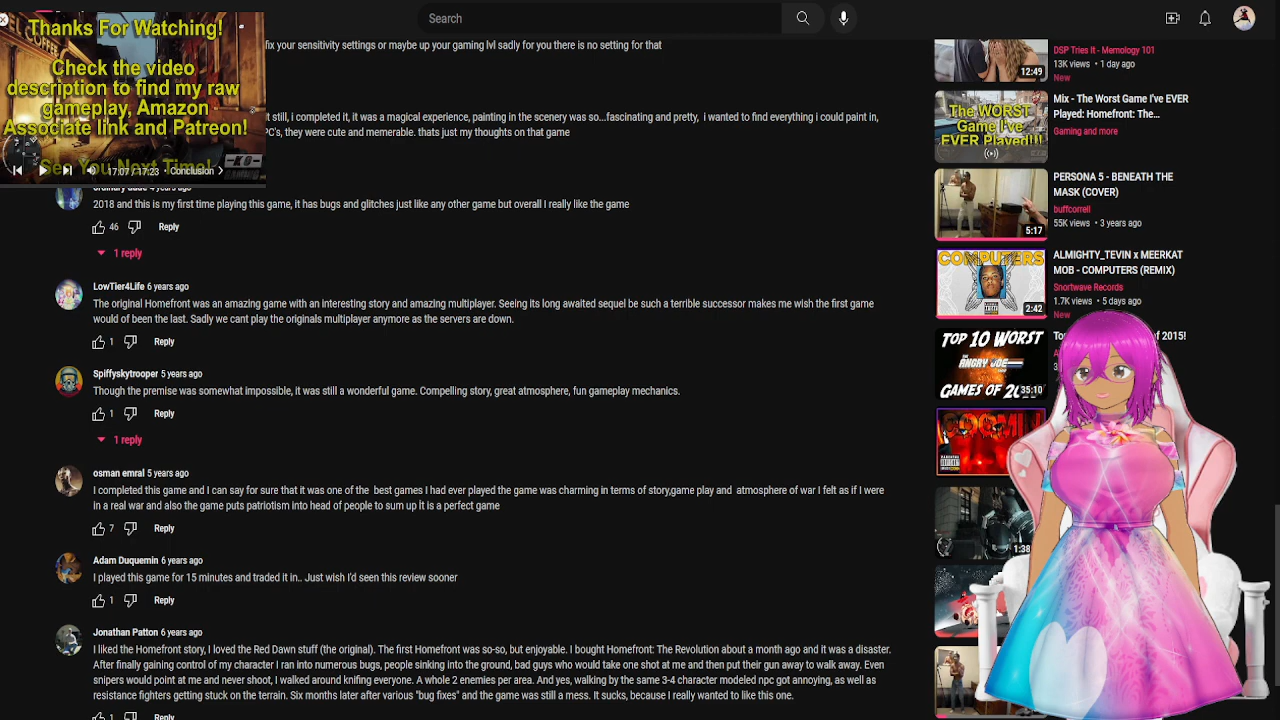 Search
Thanks For Watching!
Check the video
description to find my raw
gameplay, Amazon
Associate link and Patreon!
See You Next Time!
-KG-
17:07 / 17:23 • Conclusion
fix your sensitivity settings or maybe up your gaming lvl sadly for you there is no setting for that
t still, i completed it, it was a magical experience, painting in the scenery was so...fascinating and pretty, i wanted to find everything i could paint in,
C's, they were cute and memerable. thats just my thoughts on that game
ordinary dude 4 years ago
2018 and this is my first time playing this game, it has bugs and glitches just like any other game but overall I really like the game
46 Reply
1 reply
LowTier4Life 6 years ago
The original Homefront was an amazing game with an interesting story and amazing multiplayer. Seeing its long awaited sequel be such a terrible successor makes me wish the first game
would of been the last. Sadly we cant play the originals multiplayer anymore as the servers are down.
1 Reply
Spiffyskytrooper 5 years ago
Though the premise was somewhat impossible, it was still a wonderful game. Compelling story, great atmosphere, fun gameplay mechanics.
1 Reply
1 reply
osman emral 5 years ago
I completed this game and I can say for sure that it was one of the best games I had ever played the game was charming in terms of story,game play and atmosphere of war I felt as if I were
in a real war and also the game puts patriotism into head of people to sum up it is a perfect game
7 Reply
Adam Duquemin 6 years ago
I played this game for 15 minutes and traded it in.. Just wish I'd seen this review sooner
1 Reply
Jonathan Patton 6 years ago
I liked the Homefront story, I loved the Red Dawn stuff (the original). The first Homefront was so-so, but enjoyable. I bought Homefront: The Revolution about a month ago and it was a disaster.
After finally gaining control of my character I ran into numerous bugs, people sinking into the ground, bad guys who would take one shot at me and then put their gun away to walk away. Even
snipers would point at me and never shoot, I walked around knifing everyone. A whole 2 enemies per area. And yes, walking by the same 3-4 character modeled npc got annoying, as well as
resistance fighters getting stuck on the terrain. Six months later after various "bug fixes" and the game was still a mess. It sucks, because I really wanted to like this one.
12:49
DSP Tries It - Memology 101
13K views • 1 day ago
New
The WORST
Game I've
EVER Played!!!
Mix - The Worst Game I've EVER
Played: Homefront: The...
Gaming and more
5:17
PERSONA 5 - BENEATH THE
MASK (COVER)
buffcorrell
55K views • 3 years ago
COMPUTERS
2:42
ALMIGHTY_TEVIN x MEERKAT
MOB - COMPUTERS (REMIX)
Snortwave Records
1.7K views • 5 days ago
New
TOP 10 WORST
THE ANGRY JOE SHOW
GAMES OF 20
35:10
of 2015!
1:38